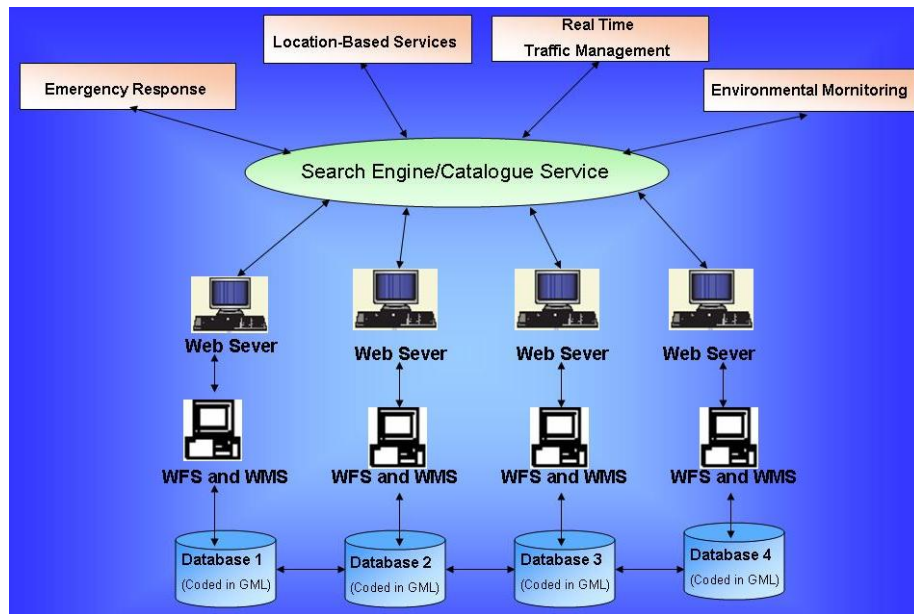 Real Time
Location-Based Services
Traffic Management
Emergency Response
Environmental Mornitoring
Search Engine/Catalogue Service
Web Sever
Web Sever
Web Sever
Web Sever
WFS and WMS
WFS and WMS
WFS and WMS
WFS and WMS
Database 1
(Coded in GML)
Database 2
(Coded in GML)
Database 3
(Coded in GML)
Database 4
(Coded in GML)